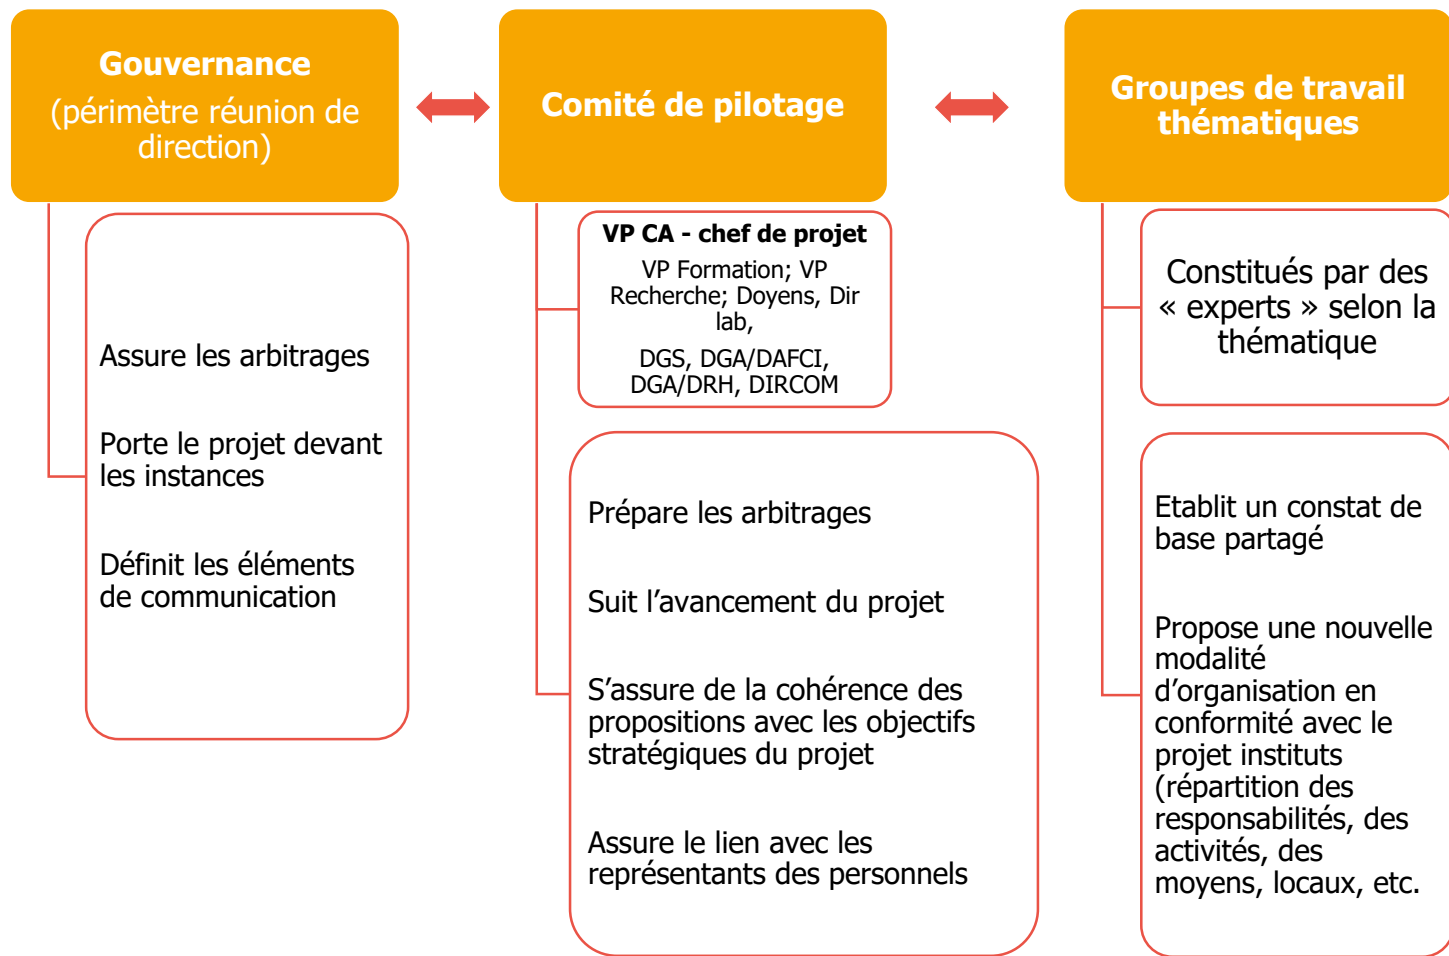 Gouvernance
(périmètre réunion de
direction)
Assure les arbitrages
Porte le projet devant
les instances
Définit les éléments
de communication
Comité de pilotage
VP CA - chef de projet
VP Formation; VP
Recherche; Doyens, Dir
lab,
DGS, DGA/DAFCI,
DGA/DRH, DIRCOM
Prépare les arbitrages
Suit l’avancement du projet
S’assure de la cohérence des
propositions avec les objectifs
stratégiques du projet
Assure le lien avec les
représentants des personnels
Groupes de travail
thématiques
Constitués par des
« experts » selon la
thématique
Etablit un constat de
base partagé
Propose une nouvelle
modalité
d’organisation en
conformité avec le
projet instituts
(répartition des
responsabilités, des
activités, des
moyens, locaux, etc.